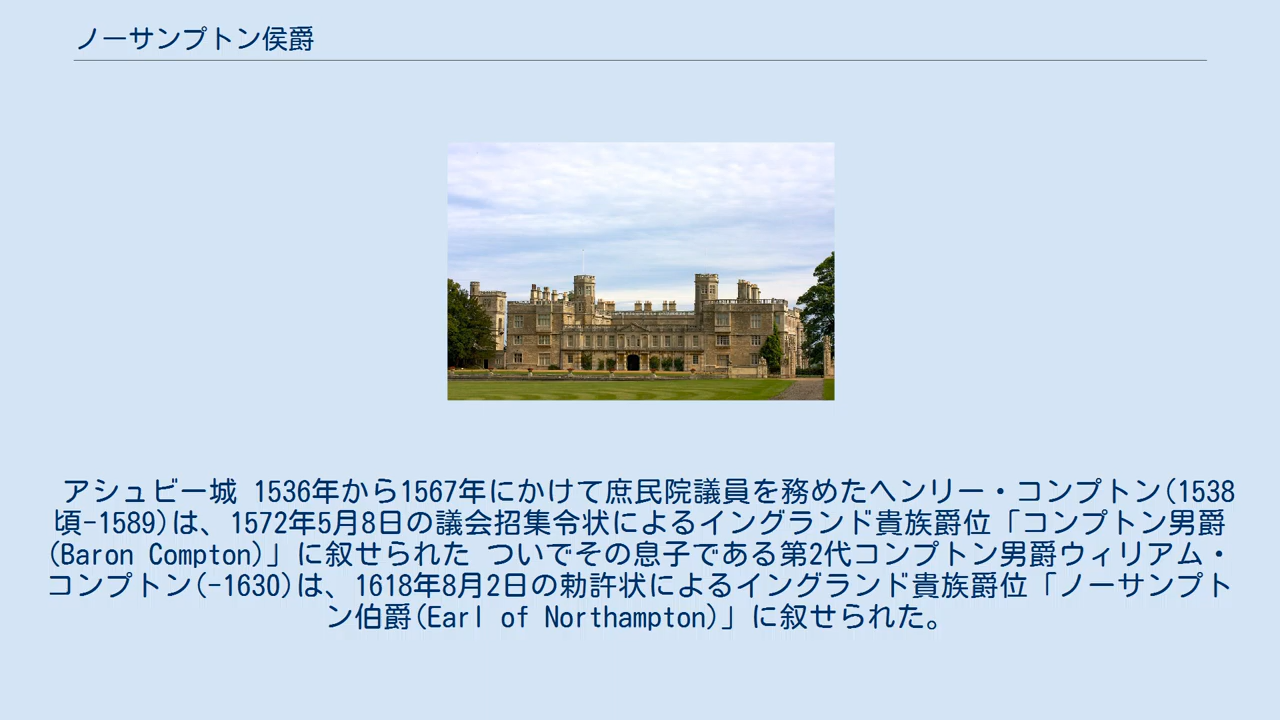 ノーサンプトン侯爵
アシュビー城 1536年から1567年にかけて庶民院議員を務めたヘンリー・コンプトン(1538
頃-1589)は、1572年5月8日の議会招集令状によるイングランド貴族爵位「コンプトン男爵
(Baron Compton)」に叙せられた ついでその息子である第2代コンプトン男爵ウィリアム・
コンプトン(-1630)は、1618年8月2日の勅許状によるイングランド貴族爵位「ノーサンプト
ン伯爵(Earl of Northampton)」に叙せられた。